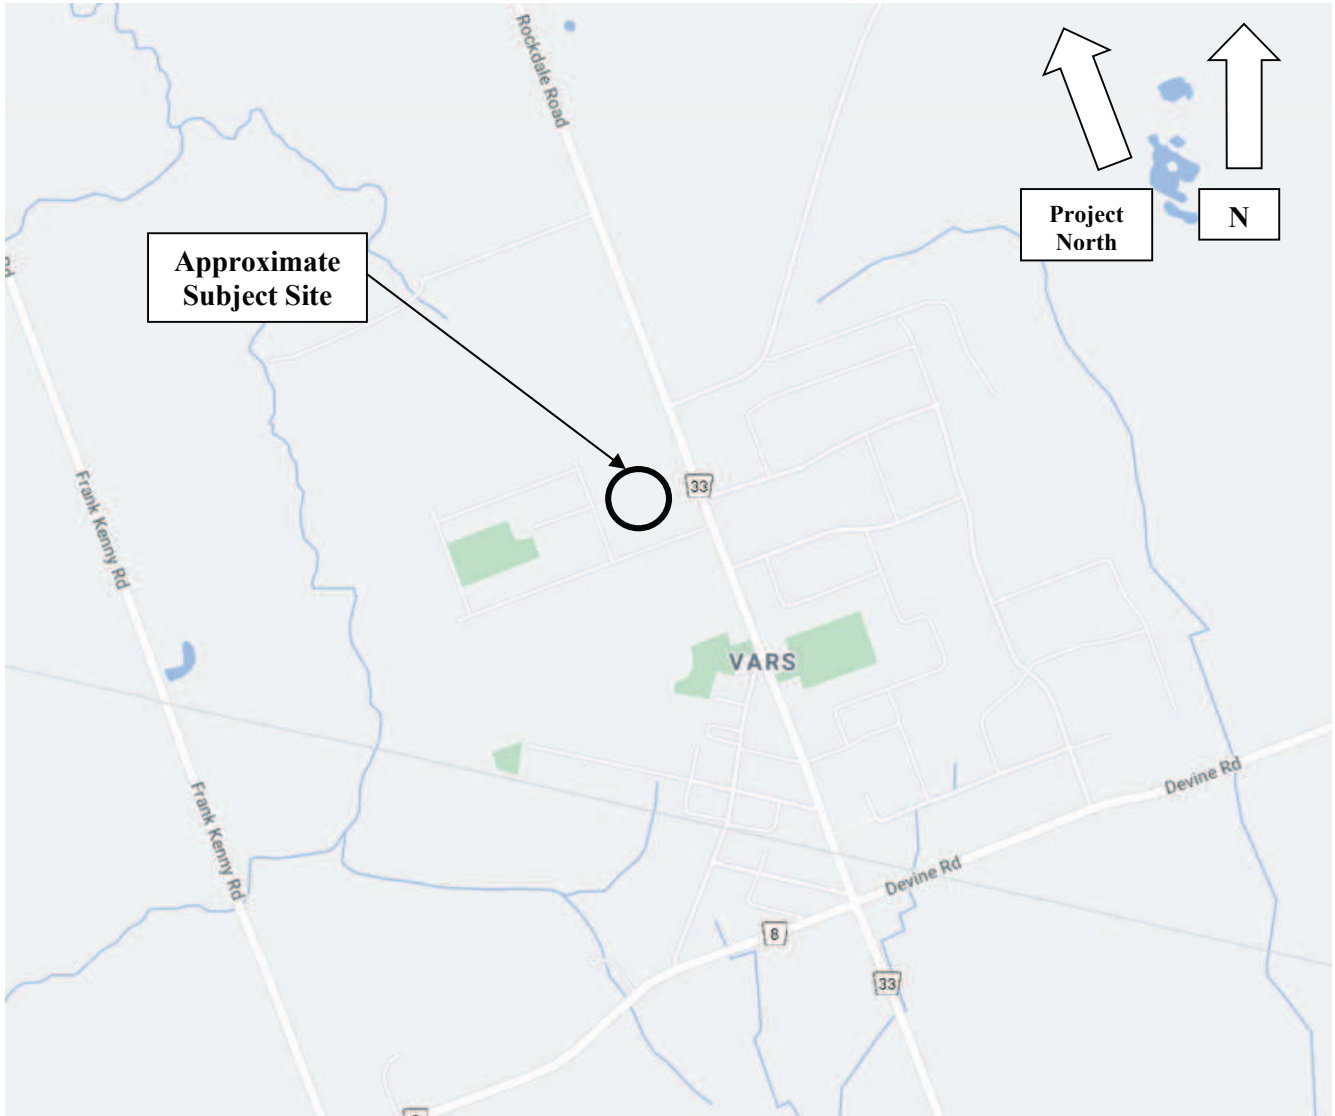 Rockdale Road
Project
North
N
Approximate
Subject Site
Rd
33
Frank Kenny Rd
VARS
Devine Rd
Frank Kenny Rd
Devine Rd
8
33